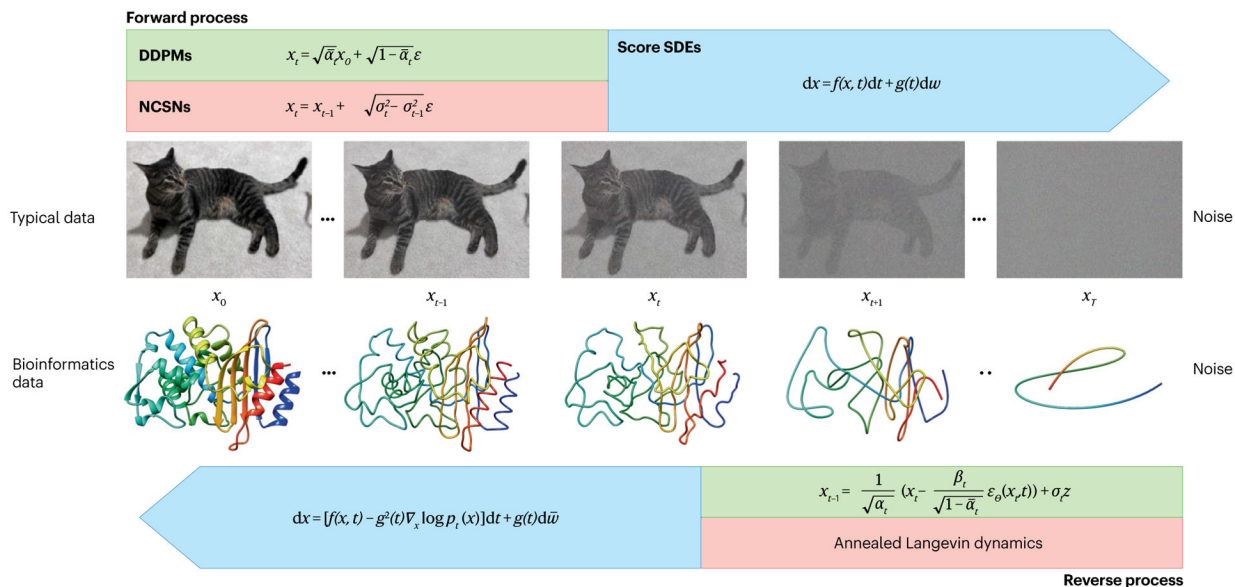 Forward process
DDPMs x_t = √ᾱ_t x_0 + √1 − ᾱ_t ε
Score SDEs
dx = f(x, t)dt + g(t)dw
NCSNs x_t = x_{t-1} + √σ_t^2 − σ_{t-1}^2 ε
Typical data ... ... Noise
x_0 x_{t-1} x_t x_{t+1} x_T
Bioinformatics
data ... .. Noise
dx = [f(x, t) − g²(t)∇_x log p_t (x)]dt + g(t)dw̄
x_{t-1} = 1/√α_t (x_t − β_t/√1 − ᾱ_t ε_θ(x_t,t)) + σ_t z
Annealed Langevin dynamics
Reverse process